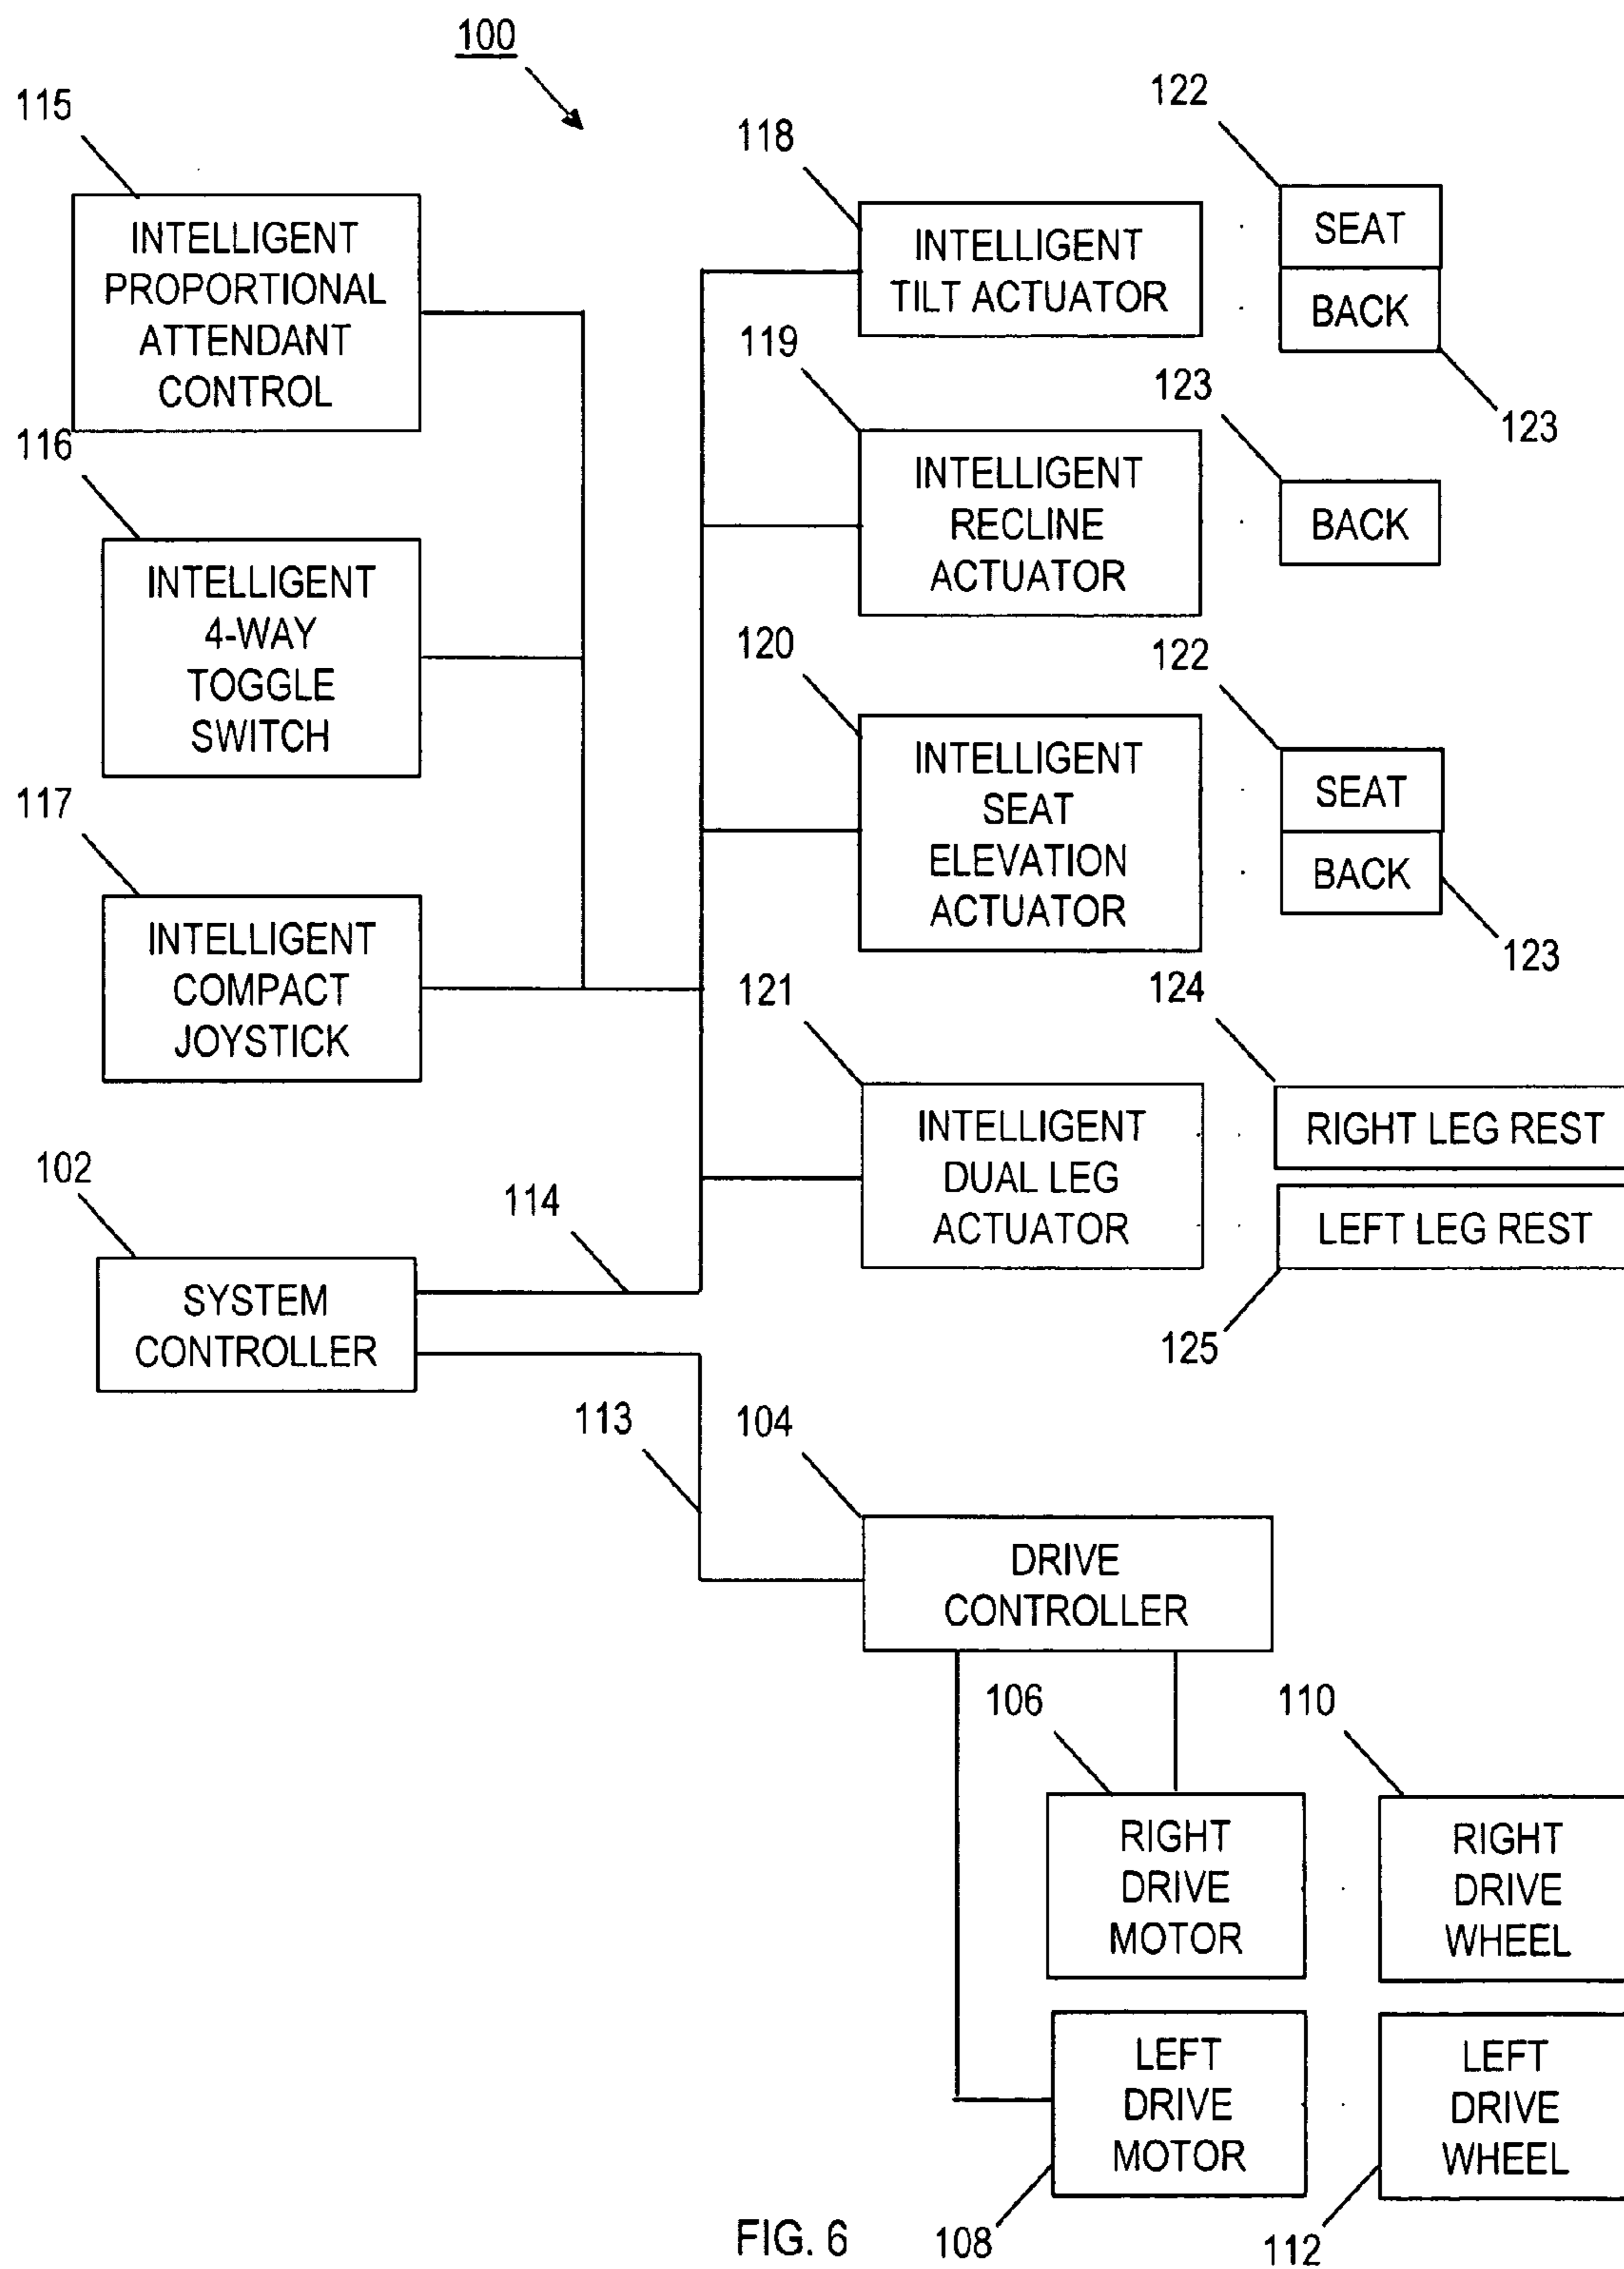 100
115
INTELLIGENT
PROPORTIONAL
ATTENDANT
CONTROL
116
INTELLIGENT
4-WAY
TOGGLE
SWITCH
117
INTELLIGENT
COMPACT
JOYSTICK
102
SYSTEM
CONTROLLER
114
113
118
INTELLIGENT
TILT ACTUATOR
122
SEAT
BACK
123
119
INTELLIGENT
RECLINE
ACTUATOR
123
BACK
120
INTELLIGENT
SEAT
ELEVATION
ACTUATOR
122
SEAT
BACK
123
121
INTELLIGENT
DUAL LEG
ACTUATOR
124
RIGHT LEG REST
LEFT LEG REST
125
104
DRIVE
CONTROLLER
106
RIGHT
DRIVE
MOTOR
110
RIGHT
DRIVE
WHEEL
LEFT
DRIVE
MOTOR
108
LEFT
DRIVE
WHEEL
112
FIG. 6